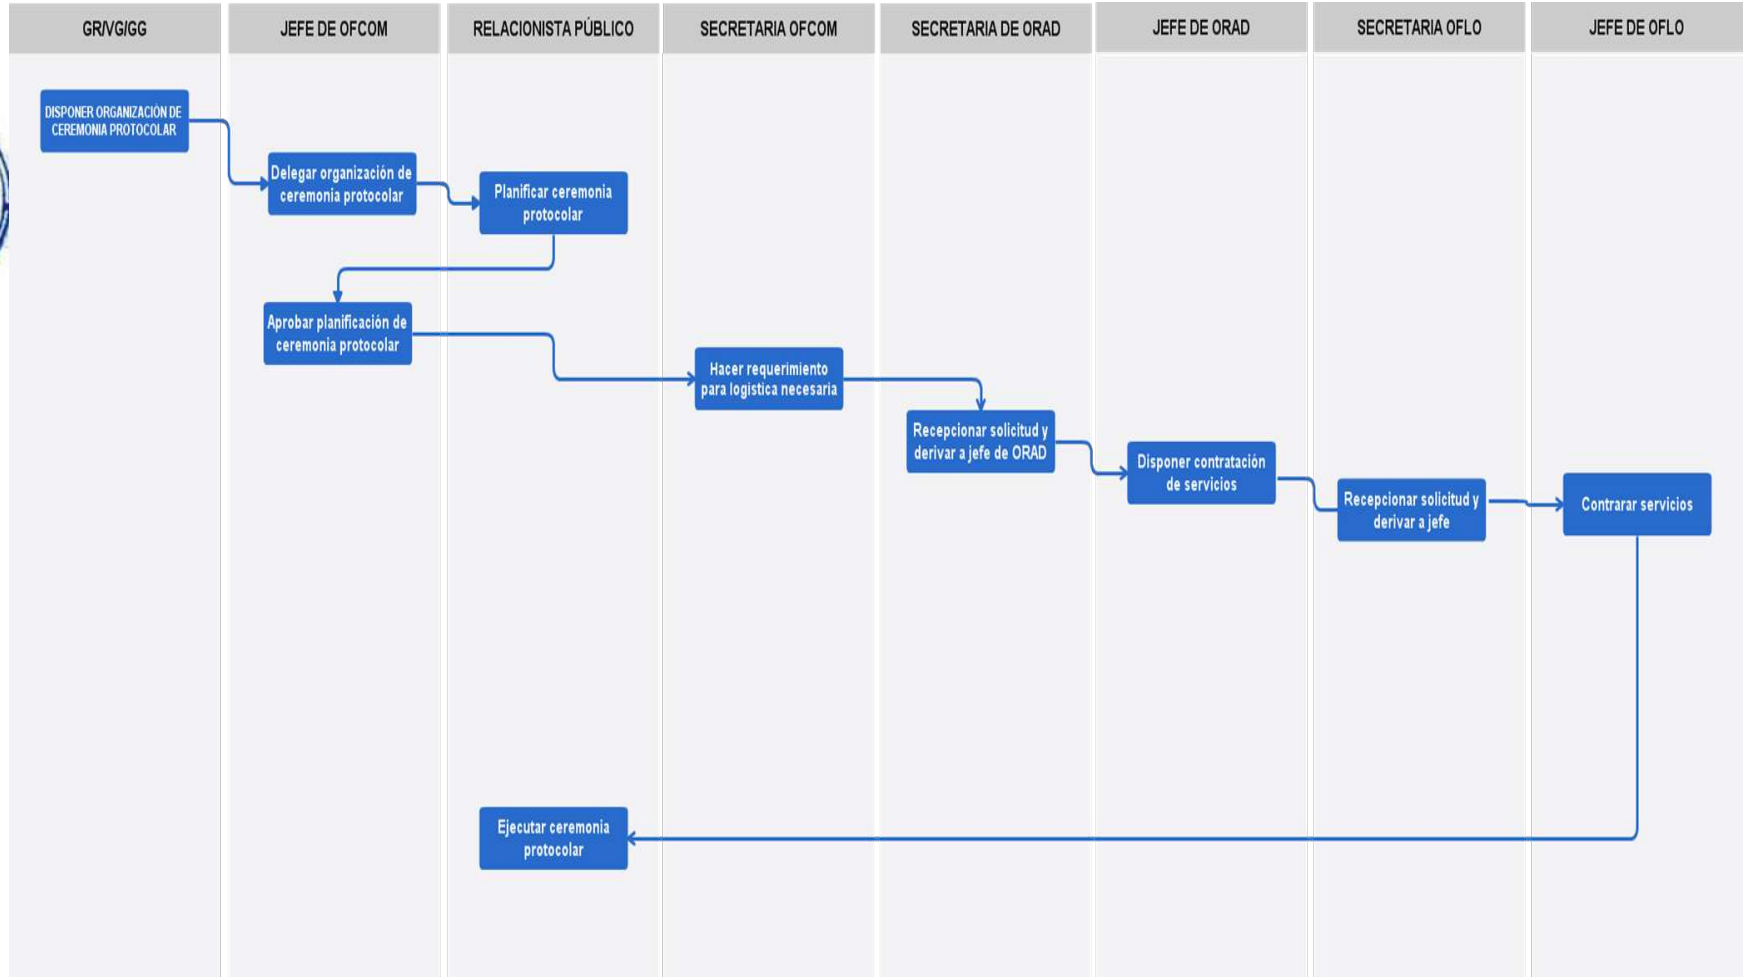 GR/VG/GG
JEFE DE OFCOM
RELACIONISTA PÚBLICO
SECRETARIA OFCOM
SECRETARIA DE ORAD
JEFE DE ORAD
SECRETARIA OFLO
JEFE DE OFLO
DISPONER ORGANIZACIÓN DE
CEREMONIA PROTOCOLAR
Delegar organización de
ceremonia protocolar
Planificar ceremonia
protocolar
Aprobar planificación de
ceremonia protocolar
Hacer requerimiento
para logística necesaria
Recepcionar solicitud y
derivar a jefe de ORAD
Disponer contratación
de servicios
Recepcionar solicitud y
derivar a jefe
Contrarar servicios
Ejecutar ceremonia
protocolar